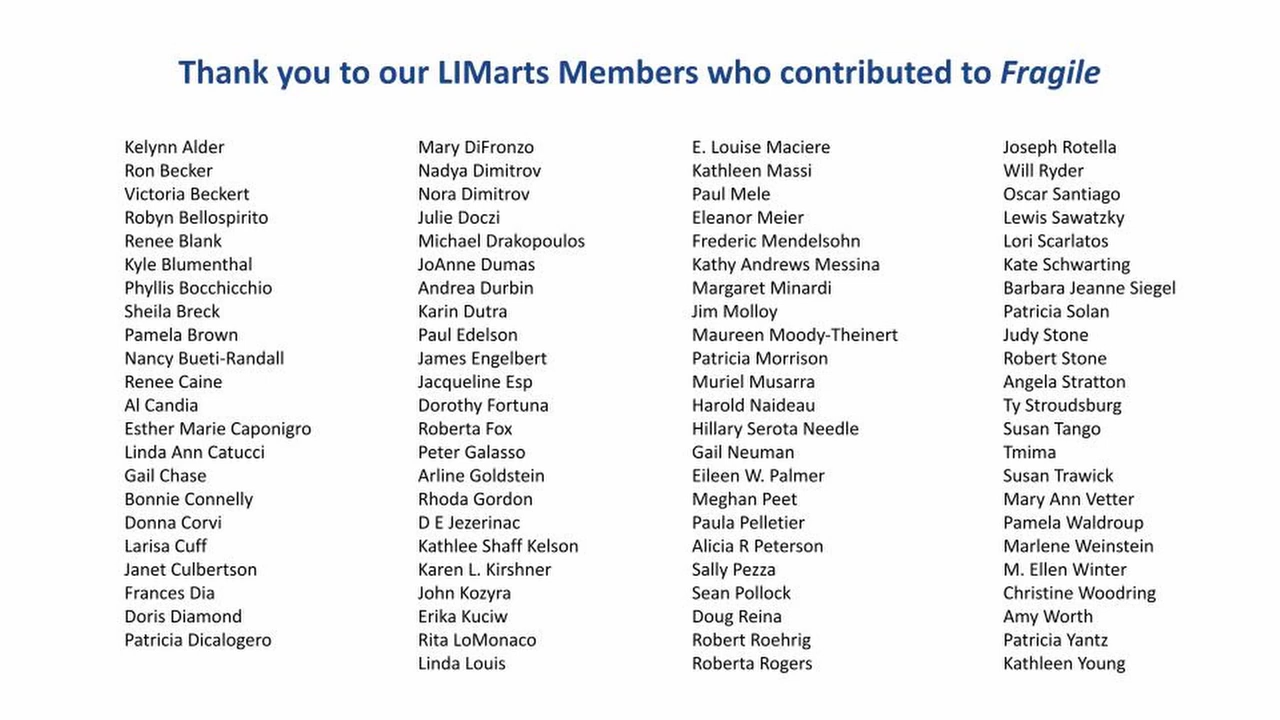 Thank you to our LIMarts Members who contributed to Fragile
Kelynn Alder
Ron Becker
Victoria Beckert
Robyn Bellospirito
Renee Blank
Kyle Blumenthal
Phyllis Bocchicchio
Sheila Breck
Pamela Brown
Nancy Bueti-Randall
Renee Caine
Al Candia
Esther Marie Caponigro
Linda Ann Catucci
Gail Chase
Bonnie Connelly
Donna Corvi
Larisa Cuff
Janet Culbertson
Frances Dia
Doris Diamond
Patricia Dicalogero
Mary DiFronzo
Nadya Dimitrov
Nora Dimitrov
Julie Doczi
Michael Drakopoulos
JoAnne Dumas
Andrea Durbin
Karin Dutra
Paul Edelson
James Engelbert
Jacqueline Esp
Dorothy Fortuna
Roberta Fox
Peter Galasso
Arline Goldstein
Rhoda Gordon
D E Jezerinac
Kathlee Shaff Kelson
Karen L. Kirshner
John Kozyra
Erika Kuciw
Rita LoMonaco
Linda Louis
E. Louise Maciere
Kathleen Massi
Paul Mele
Eleanor Meier
Frederic Mendelsohn
Kathy Andrews Messina
Margaret Minardi
Jim Molloy
Maureen Moody-Theinert
Patricia Morrison
Muriel Musarra
Harold Naideau
Hillary Serota Needle
Gail Neuman
Eileen W. Palmer
Meghan Peet
Paula Pelletier
Alicia R Peterson
Sally Pezza
Sean Pollock
Doug Reina
Robert Roehrig
Roberta Rogers
Joseph Rotella
Will Ryder
Oscar Santiago
Lewis Sawatzky
Lori Scarlatos
Kate Schwarting
Barbara Jeanne Siegel
Patricia Solan
Judy Stone
Robert Stone
Angela Stratton
Ty Stroudsburg
Susan Tango
Tmima
Susan Trawick
Mary Ann Vetter
Pamela Waldroup
Marlene Weinstein
M. Ellen Winter
Christine Woodring
Amy Worth
Patricia Yantz
Kathleen Young